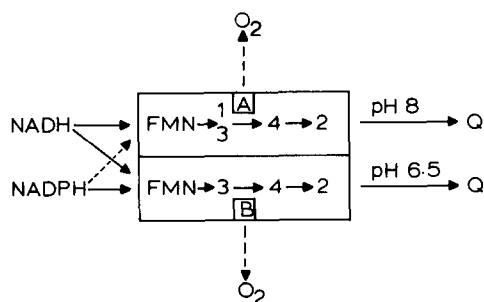 O2
A
NADH
FMN→1 3→4→2
pH 8
Q
NADPH
FMN→3→4→2
pH 6·5
Q
B
O2